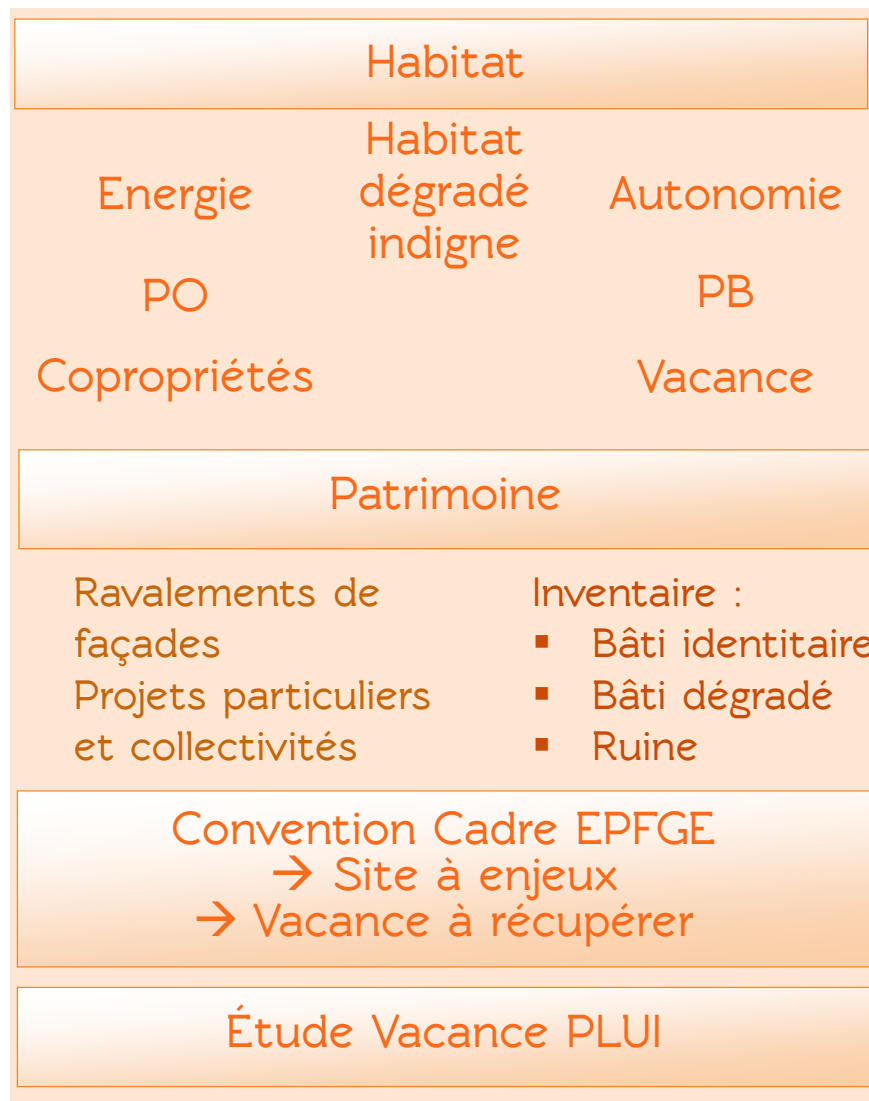 Habitat
Energie
Habitat
dégradé
indigne
Autonomie
PO
PB
Copropriétés
Vacance
Patrimoine
Ravalements de
façades
Projets particuliers
et collectivités
Inventaire :
▪ Bâti identitaire
▪ Bâti dégradé
▪ Ruine
Convention Cadre EPFGE
→ Site à enjeux
→ Vacance à récupérer
Étude Vacance PLUI